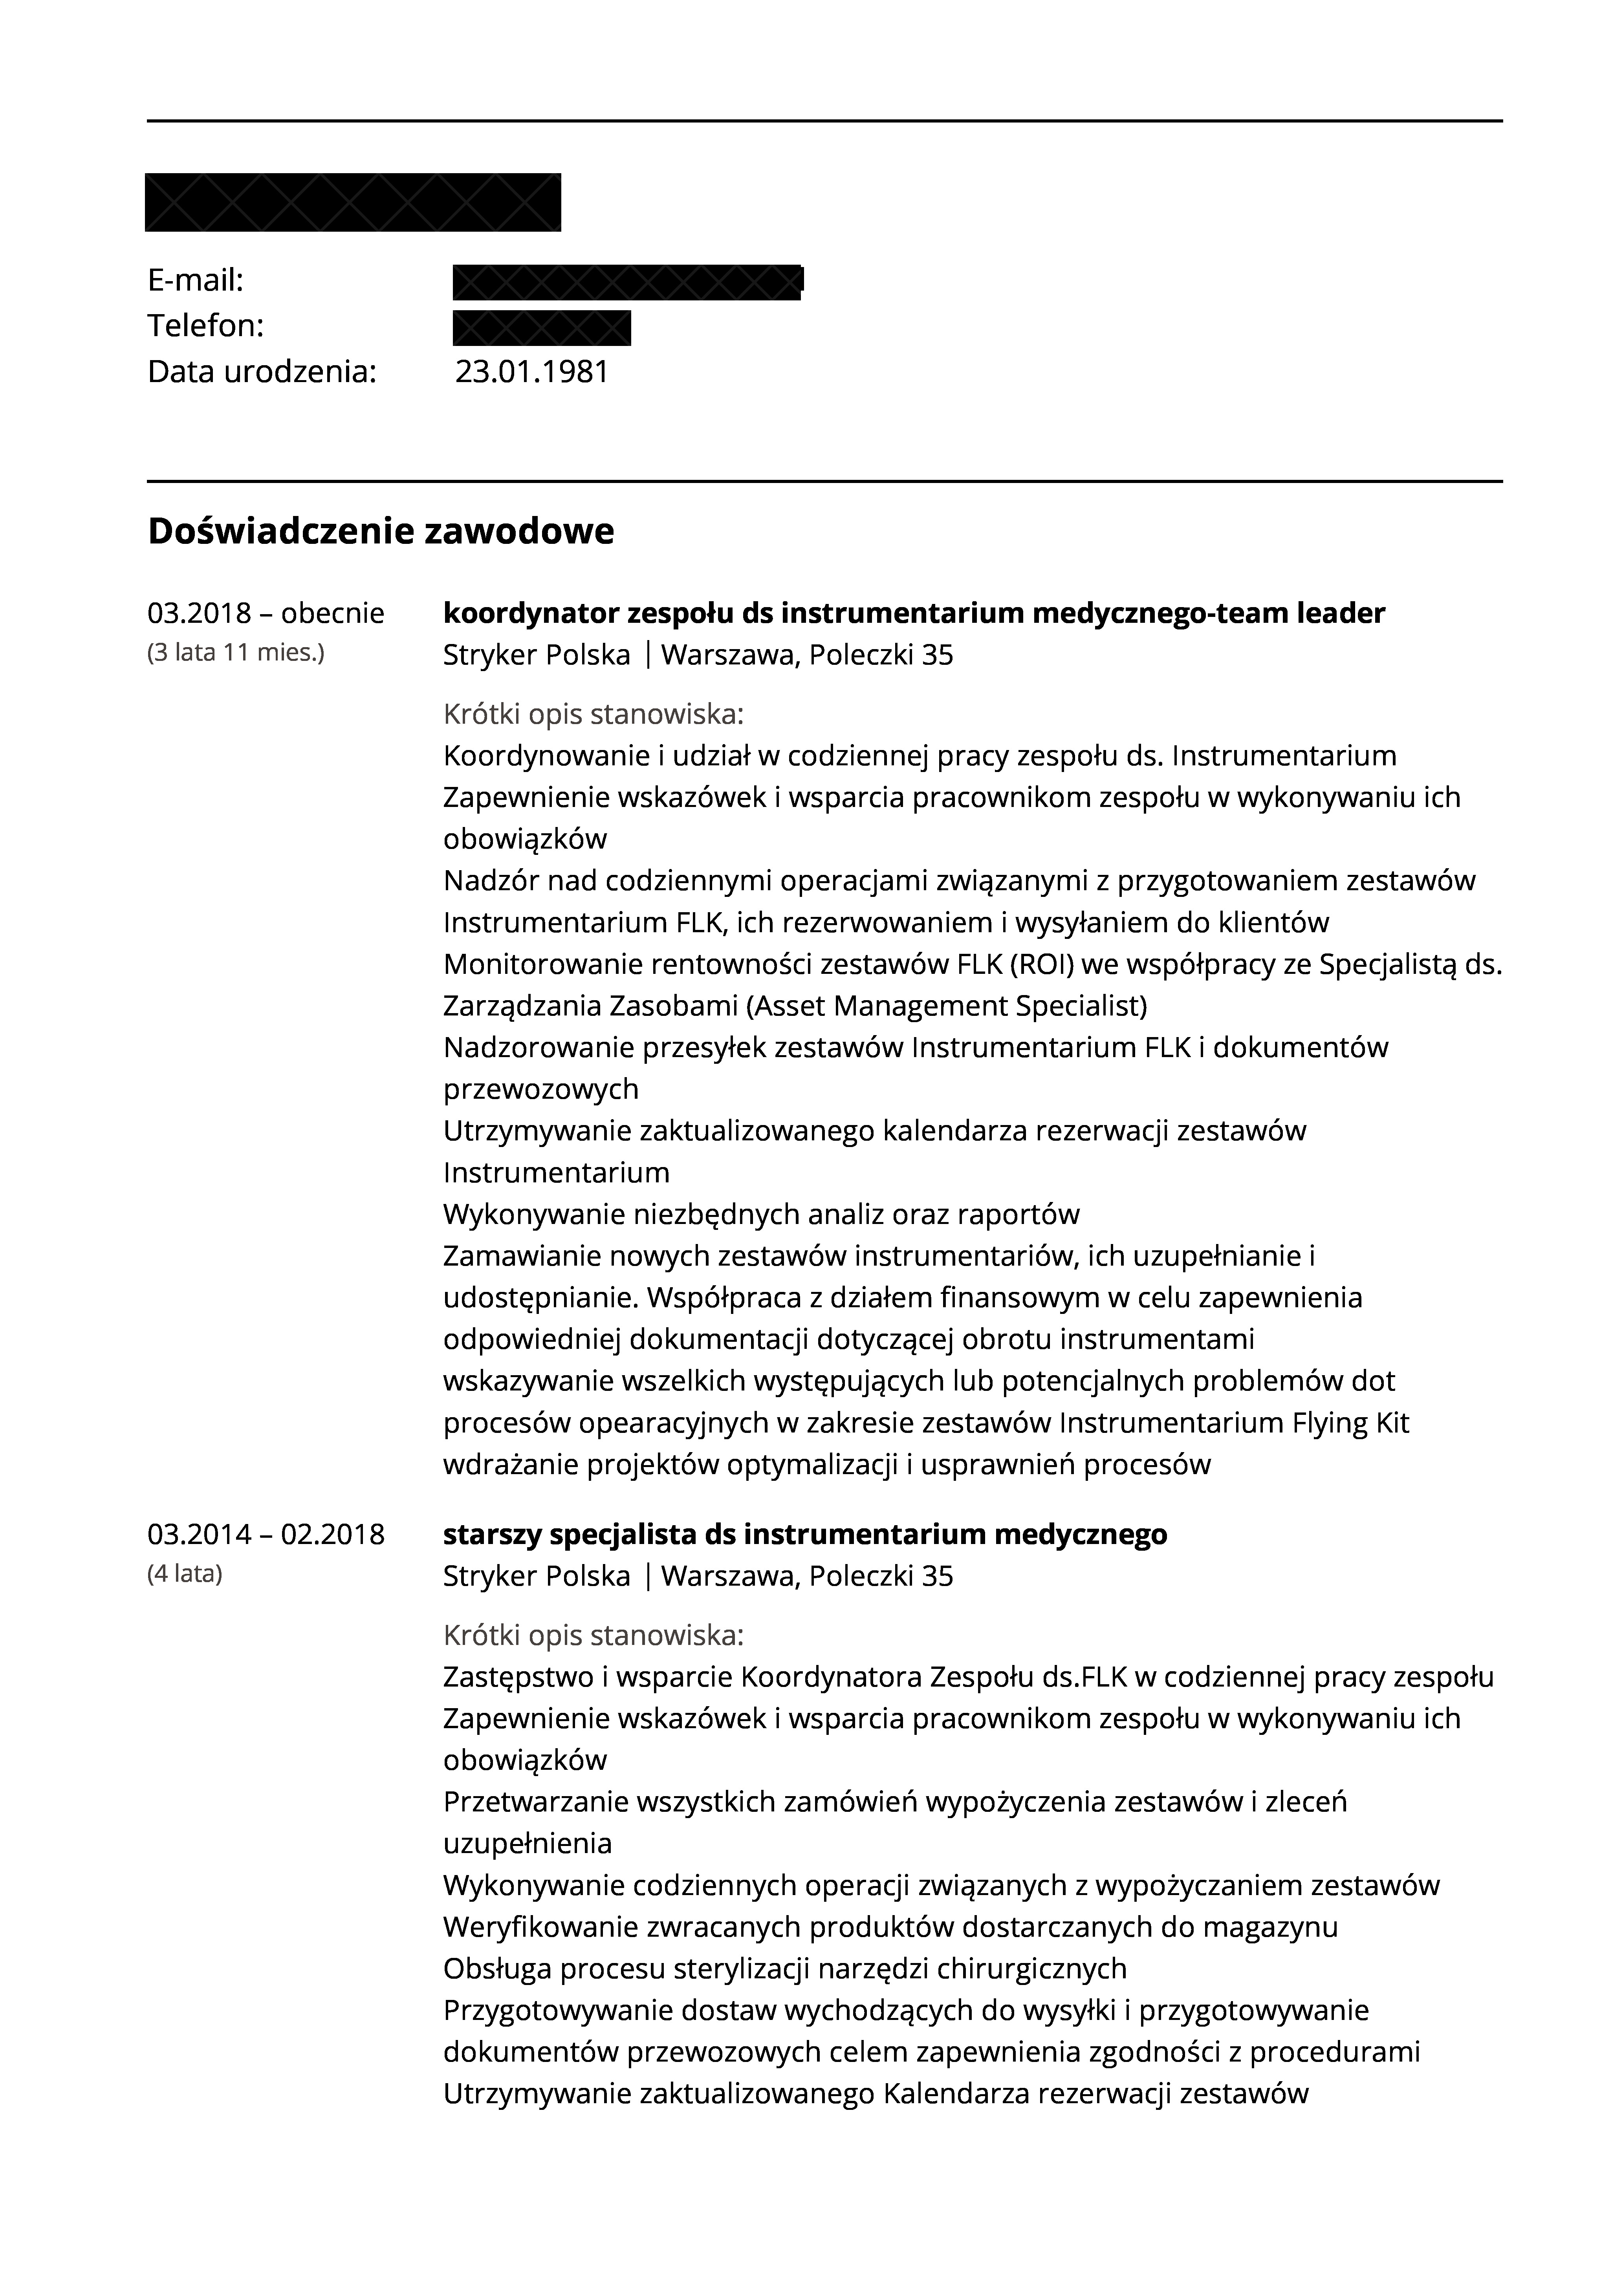 E-mail:
Telefon:
Data urodzenia: 23.01.1981
Doświadczenie zawodowe
03.2018 – obecnie koordynator zespołu ds instrumentarium medycznego-team leader
(3 lata 11 mies.) Stryker Polska | Warszawa, Poleczki 35
Krótki opis stanowiska:
Koordynowanie i udział w codziennej pracy zespołu ds. Instrumentarium
Zapewnienie wskazówek i wsparcia pracownikom zespołu w wykonywaniu ich
obowiązków
Nadzór nad codziennymi operacjami związanymi z przygotowaniem zestawów
Instrumentarium FLK, ich rezerwowaniem i wysyłaniem do klientów
Monitorowanie rentowności zestawów FLK (ROI) we współpracy ze Specjalistą ds.
Zarządzania Zasobami (Asset Management Specialist)
Nadzorowanie przesyłek zestawów Instrumentarium FLK i dokumentów
przewozowych
Utrzymywanie zaktualizowanego kalendarza rezerwacji zestawów
Instrumentarium
Wykonywanie niezbędnych analiz oraz raportów
Zamawianie nowych zestawów instrumentariów, ich uzupełnianie i
udostępnianie. Współpraca z działem finansowym w celu zapewnienia
odpowiedniej dokumentacji dotyczącej obrotu instrumentami
wskazywanie wszelkich występujących lub potencjalnych problemów dot
procesów opearacyjnych w zakresie zestawów Instrumentarium Flying Kit
wdrażanie projektów optymalizacji i usprawnień procesów
03.2014 – 02.2018 starszy specjalista ds instrumentarium medycznego
(4 lata) Stryker Polska | Warszawa, Poleczki 35
Krótki opis stanowiska:
Zastępstwo i wsparcie Koordynatora Zespołu ds.FLK w codziennej pracy zespołu
Zapewnienie wskazówek i wsparcia pracownikom zespołu w wykonywaniu ich
obowiązków
Przetwarzanie wszystkich zamówień wypożyczenia zestawów i zleceń
uzupełnienia
Wykonywanie codziennych operacji związanych z wypożyczaniem zestawów
Weryfikowanie zwracanych produktów dostarczanych do magazynu
Obsługa procesu sterylizacji narzędzi chirurgicznych
Przygotowywanie dostaw wychodzących do wysyłki i przygotowywanie
dokumentów przewozowych celem zapewnienia zgodności z procedurami
Utrzymywanie zaktualizowanego Kalendarza rezerwacji zestawów